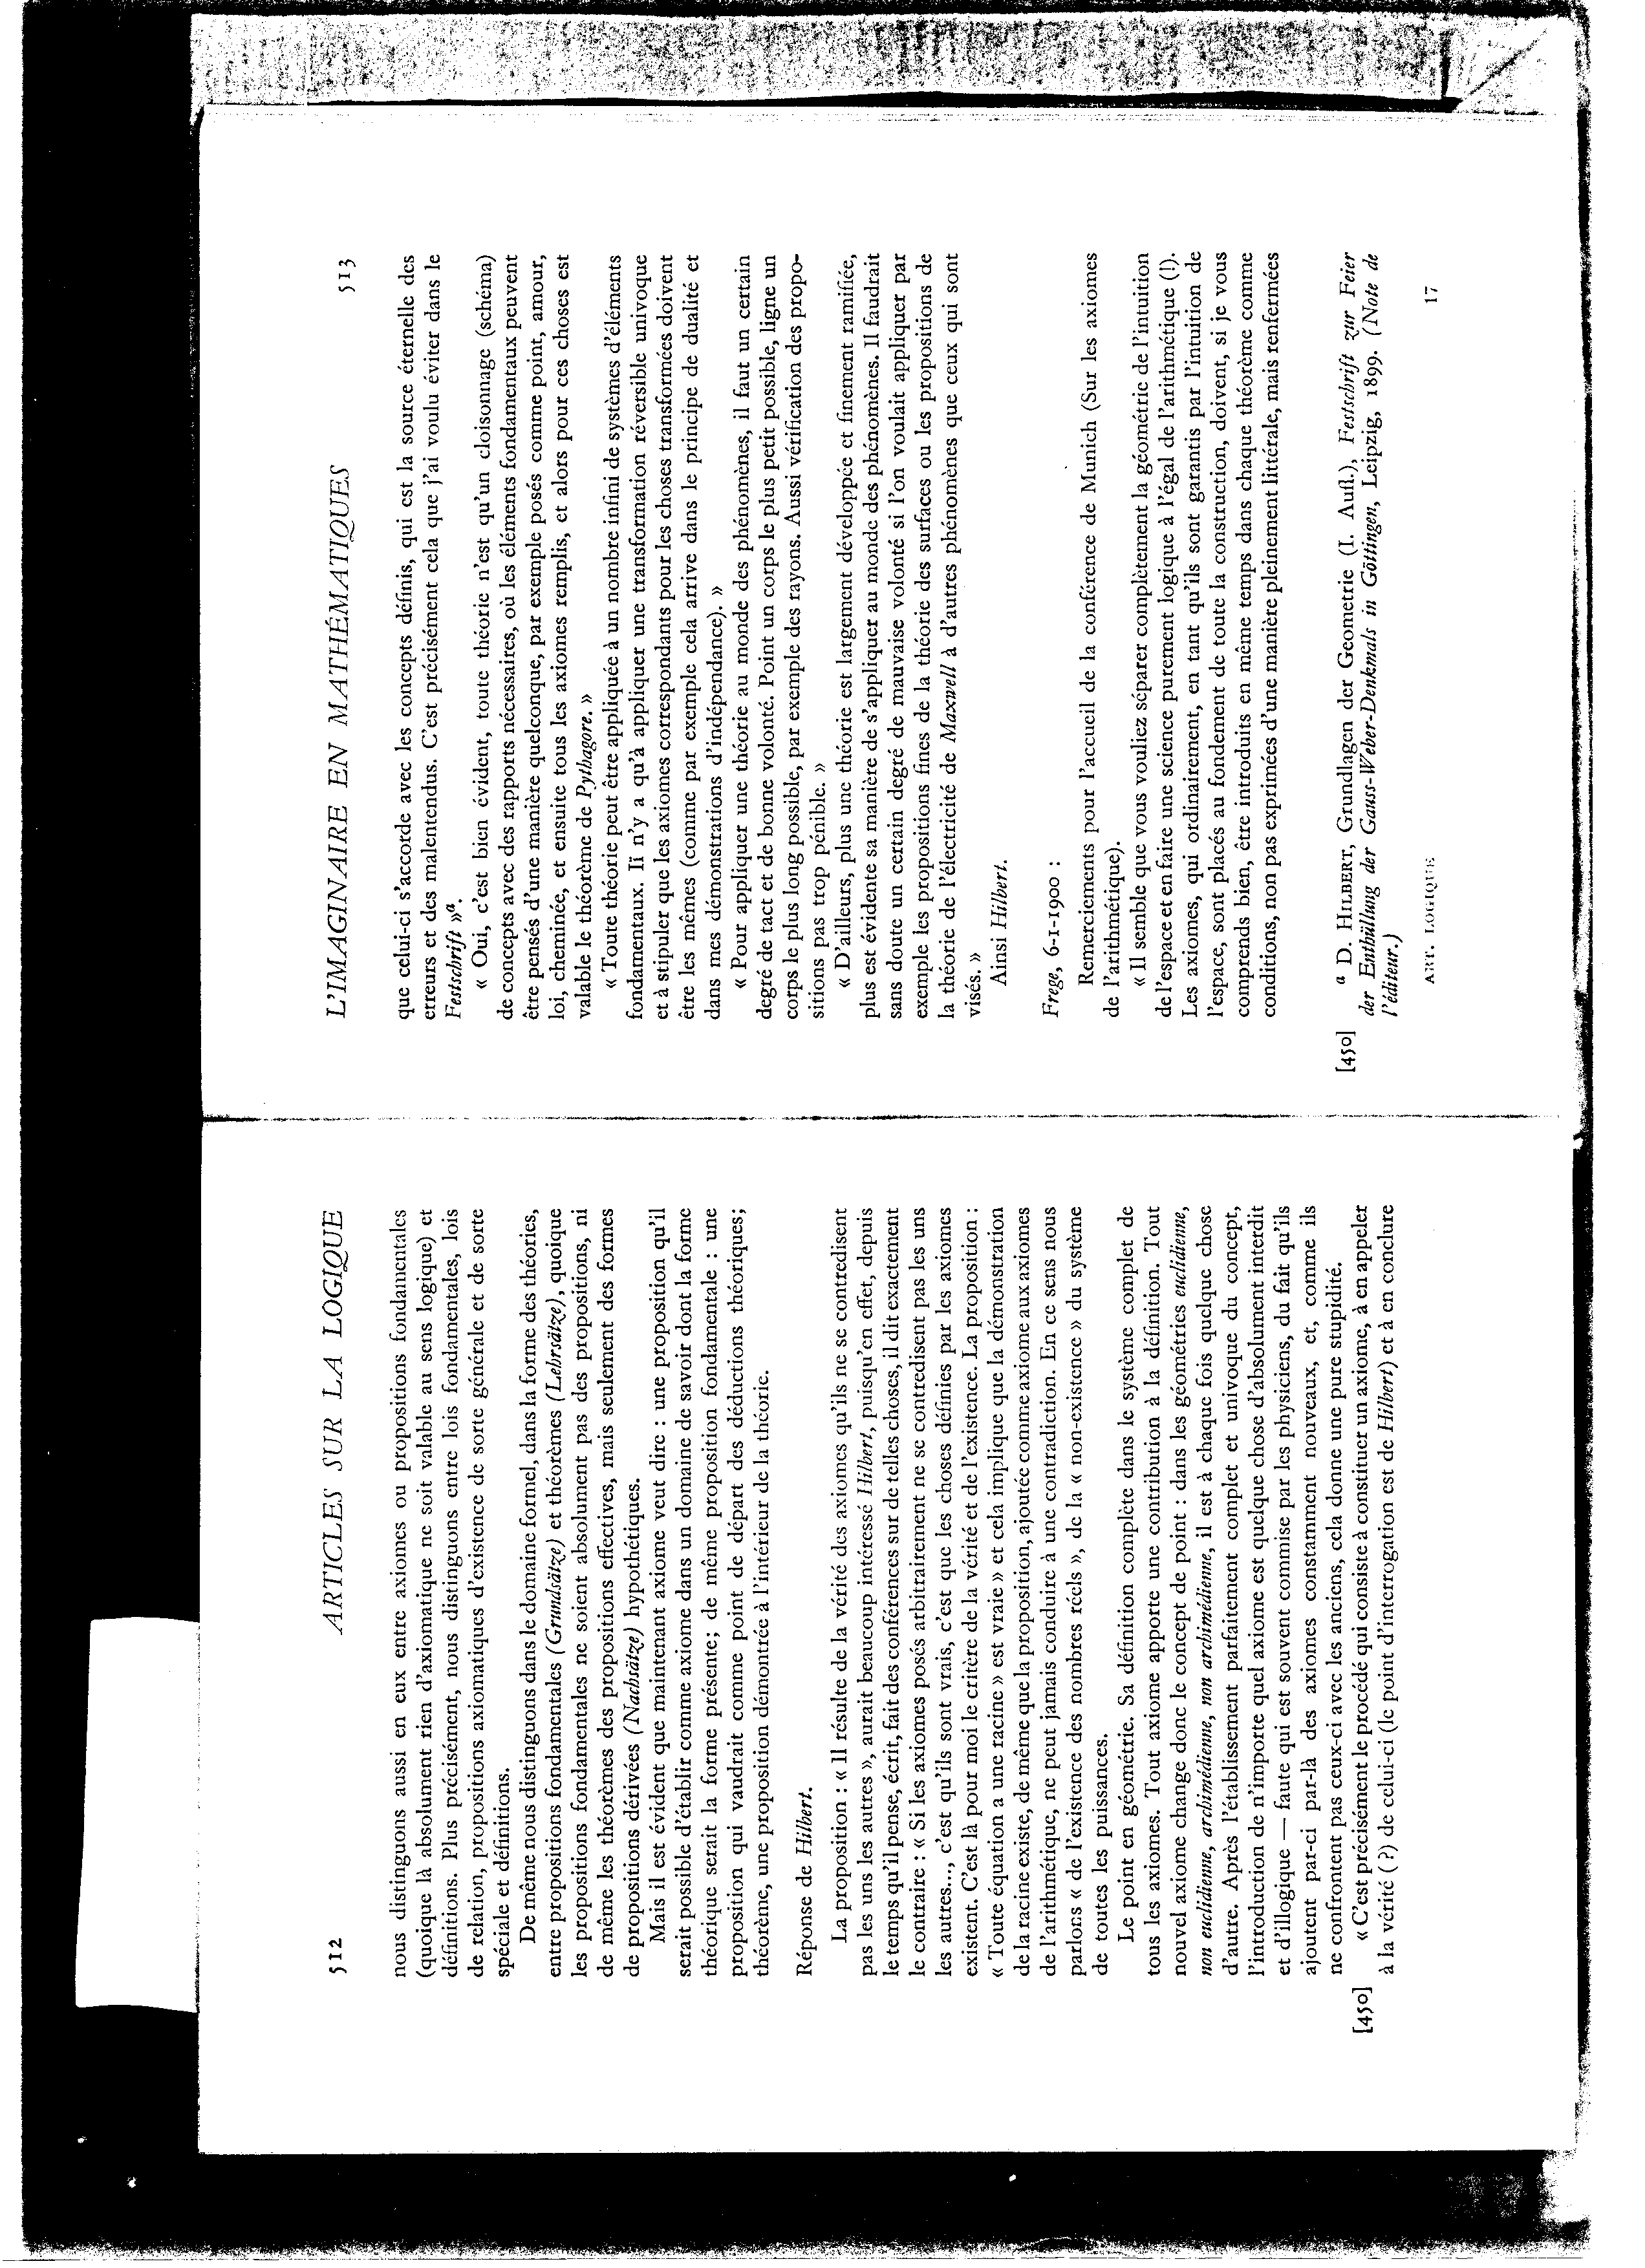 512 ARTICLES SUR LA LOGIQUE
nous distinguons aussi en eux entre axiomes ou propositions fondamentales
(quoique là absolument rien d'axiomatique ne soit valable au sens logique) et
définitions. Plus précisément, nous distinguons entre lois fondamentales, lois
de relation, propositions axiomatiques d'existence de sorte générale et de sorte
spéciale et définitions.
De même nous distinguons dans le domaine formel, dans la forme des théories,
entre propositions fondamentales (Grundsätze) et théorèmes (Lehrsätze), quoique
les propositions fondamentales ne soient absolument pas des propositions, ni
de même les théorèmes des propositions effectives, mais seulement des formes
de propositions dérivées (Nachsätze) hypothétiques.
Mais il est évident que maintenant axiome veut dire : une proposition qu'il
serait possible d'établir comme axiome dans un domaine de savoir dont la forme
théorique serait la forme présente; de même proposition fondamentale : une
proposition qui vaudrait comme point de départ des déductions théoriques;
théorème, une proposition démontrée à l'intérieur de la théorie.
Réponse de Hilbert.
La proposition : « Il résulte de la vérité des axiomes qu'ils ne se contredisent
pas les uns les autres », aurait beaucoup intéressé Hilbert, puisqu'en effet, depuis
le temps qu'il pense, écrit, fait des conférences sur de telles choses, il dit exactement
le contraire : « Si les axiomes posés arbitrairement ne se contredisent pas les uns
les autres..., c'est qu'ils sont vrais, c'est que les choses définies par les axiomes
existent. C'est là pour moi le critère de la vérité et de l'existence. La proposition :
« Toute équation a une racine » est vraie » et cela implique que la démonstration
de la racine existe, de même que la proposition, ajoutée comme axiome aux axiomes
de l'arithmétique, ne peut jamais conduire à une contradiction. En ce sens nous
parlons « de l'existence des nombres réels », de la « non-existence » du système
de toutes les puissances.
Le point en géométrie. Sa définition complète dans le système complet de
tous les axiomes. Tout axiome apporte une contribution à la définition. Tout
nouvel axiome change donc le concept de point : dans les géométries euclidienne,
non euclidienne, archimédienne, non archimédienne, il est à chaque fois quelque chose
d'autre. Après l'établissement parfaitement complet et univoque du concept,
l'introduction de n'importe quel axiome est quelque chose d'absolument interdit
et d'illogique — faute qui est souvent commise par les physiciens, du fait qu'ils
ajoutent par-ci par-là des axiomes constamment nouveaux, et, comme ils
ne confrontent pas ceux-ci avec les anciens, cela donne une pure stupidité.
[450] « C'est précisément le procédé qui consiste à constituer un axiome, à en appeler
à la vérité (?) de celui-ci (le point d'interrogation est de Hilbert) et à en conclure
L'IMAGINAIRE EN MATHÉMATIQUES 513
que celui-ci s'accorde avec les concepts définis, qui est la source éternelle des
erreurs et des malentendus. C'est précisément cela que j'ai voulu éviter dans le
Festschrift »a.
« Oui, c'est bien évident, toute théorie n'est qu'un cloisonnage (schéma)
de concepts avec des rapports nécessaires, où les éléments fondamentaux peuvent
être pensés d'une manière quelconque, par exemple posés comme point, amour,
loi, cheminée, et ensuite tous les axiomes remplis, et alors pour ces choses est
valable le théorème de Pythagore. »
« Toute théorie peut être appliquée à un nombre infini de systèmes d'éléments
fondamentaux. Il n'y a qu'à appliquer une transformation réversible univoque
et à stipuler que les axiomes correspondants pour les choses transformées doivent
être les mêmes (comme par exemple cela arrive dans le principe de dualité et
dans mes démonstrations d'indépendance). »
« Pour appliquer une théorie au monde des phénomènes, il faut un certain
degré de tact et de bonne volonté. Point un corps le plus petit possible, ligne un
corps le plus long possible, par exemple des rayons. Aussi vérification des propo-
sitions pas trop pénible. »
« D'ailleurs, plus une théorie est largement développée et finement ramifiée,
plus est évidente sa manière de s'appliquer au monde des phénomènes. Il faudrait
sans doute un certain degré de mauvaise volonté si l'on voulait appliquer par
exemple les propositions fines de la théorie des surfaces ou les propositions de
la théorie de l'électricité de Maxwell à d'autres phénomènes que ceux qui sont
visés. »
Ainsi Hilbert.
Frege, 6-1-1900 :
Remerciements pour l'accueil de la conférence de Munich (Sur les axiomes
de l'arithmétique).
« Il semble que vous vouliez séparer complètement la géométrie de l'intuition
de l'espace et en faire une science purement logique à l'égal de l'arithmétique (!).
Les axiomes, qui ordinairement, en tant qu'ils sont garantis par l'intuition de
l'espace, sont placés au fondement de toute la construction, doivent, si je vous
comprends bien, être introduits en même temps dans chaque théorème comme
conditions, non pas exprimées d'une manière pleinement littérale, mais renfermées
[450] a D. HILBERT, Grundlagen der Geometrie (I. Aufl.), Festschrift zur Feier
der Enthüllung der Gauss-Weber-Denkmals in Göttingen, Leipzig, 1899. (Note de
l'éditeur.)
ART. LOGIQUE 17